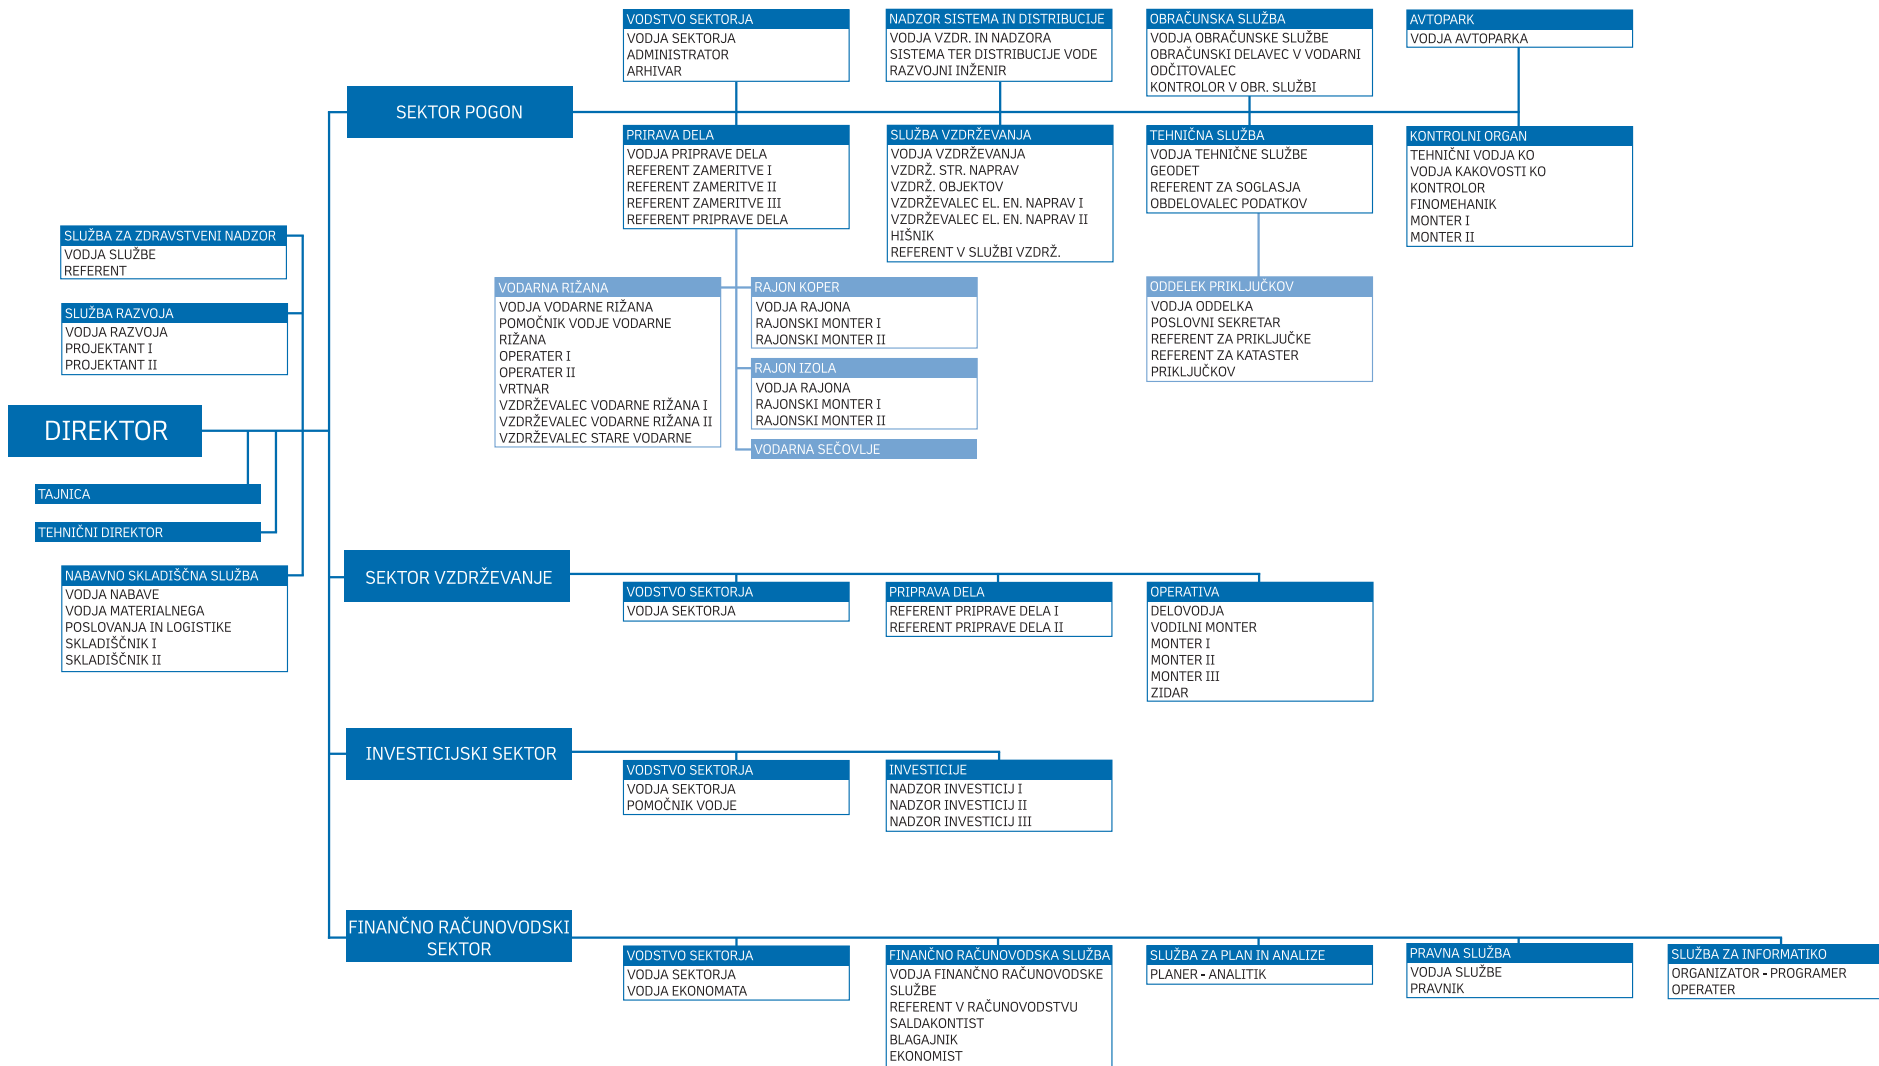 DIREKTOR
SLUŽBA ZA ZDRAVSTVENI NADZOR
VODJA SLUŽBE
REFERENT
SLUŽBA RAZVOJA
VODJA RAZVOJA
PROJEKTANT I
PROJEKTANT II
TAJNICA
TEHNIČNI DIREKTOR
NABAVNO SKLADIŠČNA SLUŽBA
VODJA NABAVE
VODJA MATERIALNEGA
POSLOVANJA IN LOGISTIKE
SKLADIŠČNIK I
SKLADIŠČNIK II
SEKTOR POGON
VODSTVO SEKTORJA
VODJA SEKTORJA
ADMINISTRATOR
ARHIVAR
NADZOR SISTEMA IN DISTRIBUCIJE
VODJA VZDR. IN NADZORA
SISTEMA TER DISTRIBUCIJE VODE
RAZVOJNI INŽENIR
OBRAČUNSKA SLUŽBA
VODJA OBRAČUNSKE SLUŽBE
OBRAČUNSKI DELAVEC V VODARNI
ODČITOVALEC
KONTROLOR V OBR. SLUŽBI
AVTOPARK
VODJA AVTOPARKA
PRIRAVA DELA
VODJA PRIPRAVE DELA
REFERENT ZAMERITVE I
REFERENT ZAMERITVE II
REFERENT ZAMERITVE III
REFERENT PRIPRAVE DELA
SLUŽBA VZDRŽEVANJA
VODJA VZDRŽEVANJA
VZDRŽ. STR. NAPRAV
VZDRŽ. OBJEKTOV
VZDRŽEVALEC EL. EN. NAPRAV I
VZDRŽEVALEC EL. EN. NAPRAV II
HIŠNIK
REFERENT V SLUŽBI VZDRŽ.
TEHNIČNA SLUŽBA
VODJA TEHNIČNE SLUŽBE
GEODET
REFERENT ZA SOGLASJA
OBDELOVALEC PODATKOV
KONTROLNI ORGAN
TEHNIČNI VODJA KO
VODJA KAKOVOSTI KO
KONTROLOR
FINOMEHANIK
MONTER I
MONTER II
VODARNA RIŽANA
VODJA VODARNE RIŽANA
POMOČNIK VODJE VODARNE
RIŽANA
OPERATER I
OPERATER II
VRTNAR
VZDRŽEVALEC VODARNE RIŽANA I
VZDRŽEVALEC VODARNE RIŽANA II
VZDRŽEVALEC STARE VODARNE
RAJON KOPER
VODJA RAJONA
RAJONSKI MONTER I
RAJONSKI MONTER II
RAJON IZOLA
VODJA RAJONA
RAJONSKI MONTER I
RAJONSKI MONTER II
VODARNA SEČOVLJE
ODDELEK PRIKLJUČKOV
VODJA ODDELKA
POSLOVNI SEKRETAR
REFERENT ZA PRIKLJUČKE
REFERENT ZA KATASTER
PRIKLJUČKOV
SEKTOR VZDRŽEVANJE
VODSTVO SEKTORJA
VODJA SEKTORJA
PRIPRAVA DELA
REFERENT PRIPRAVE DELA I
REFERENT PRIPRAVE DELA II
OPERATIVA
DELOVODJA
VODILNI MONTER
MONTER I
MONTER II
MONTER III
ZIDAR
INVESTICIJSKI SEKTOR
VODSTVO SEKTORJA
VODJA SEKTORJA
POMOČNIK VODJE
INVESTICIJE
NADZOR INVESTICIJ I
NADZOR INVESTICIJ II
NADZOR INVESTICIJ III
FINANČNO RAČUNOVODSKI
SEKTOR
VODSTVO SEKTORJA
VODJA SEKTORJA
VODJA EKONOMATA
FINANČNO RAČUNOVODSKA SLUŽBA
VODJA FINANČNO RAČUNOVODSKE
SLUŽBE
REFERENT V RAČUNOVODSTVU
SALDAKONTIST
BLAGAJNIK
EKONOMIST
SLUŽBA ZA PLAN IN ANALIZE
PLANER - ANALITIK
PRAVNA SLUŽBA
VODJA SLUŽBE
PRAVNIK
SLUŽBA ZA INFORMATIKO
ORGANIZATOR - PROGRAMER
OPERATER